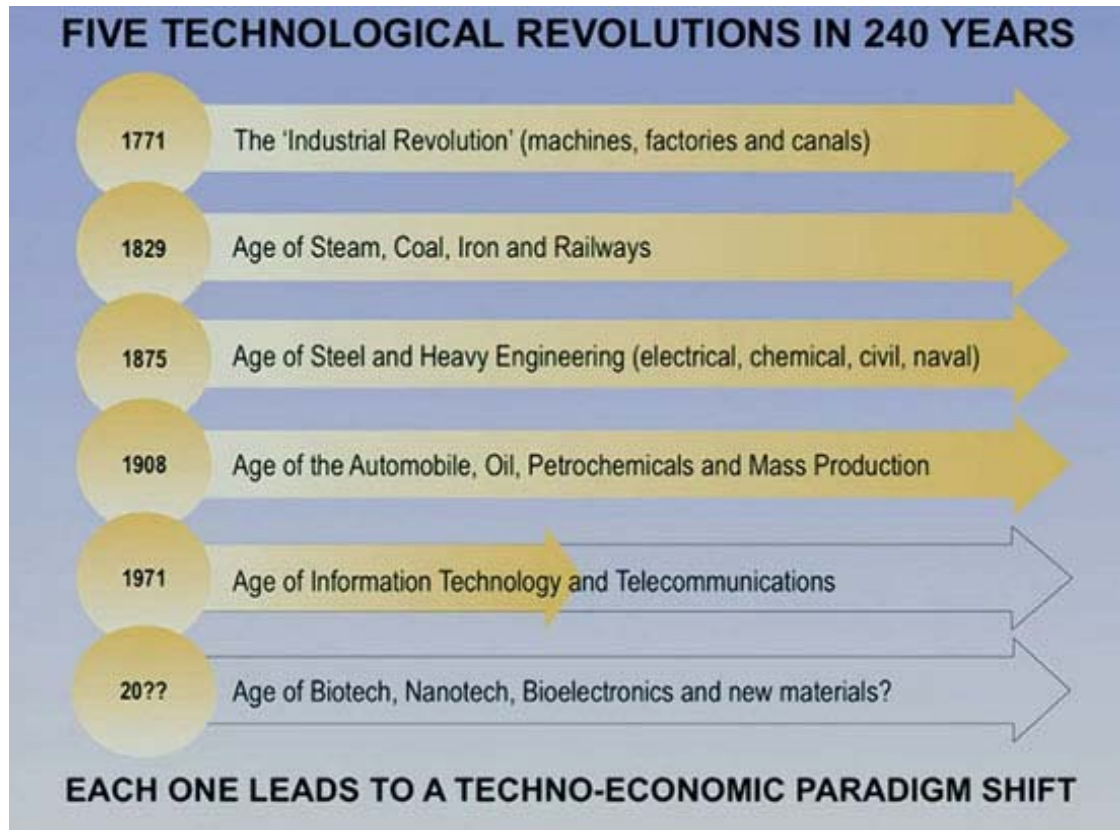 FIVE TECHNOLOGICAL REVOLUTIONS IN 240 YEARS
1771
The ‘Industrial Revolution’ (machines, factories and canals)
1829
Age of Steam, Coal, Iron and Railways
1875
Age of Steel and Heavy Engineering (electrical, chemical, civil, naval)
1908
Age of the Automobile, Oil, Petrochemicals and Mass Production
1971
Age of Information Technology and Telecommunications
20??
Age of Biotech, Nanotech, Bioelectronics and new materials?
EACH ONE LEADS TO A TECHNO-ECONOMIC PARADIGM SHIFT